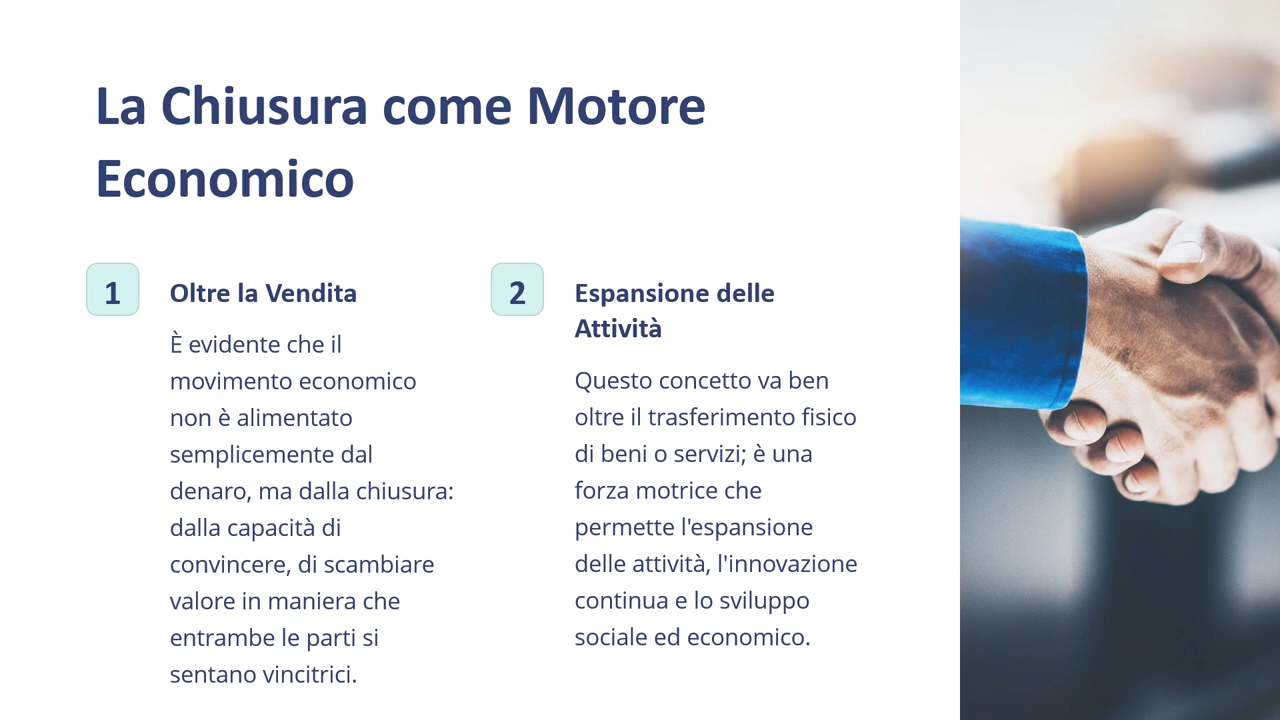 La Chiusura come Motore
Economico
1
Oltre la Vendita
È evidente che il
movimento economico
non è alimentato
semplicemente dal
denaro, ma dalla chiusura:
dalla capacità di
convincere, di scambiare
valore in maniera che
entrambe le parti si
sentano vincitrici.
2
Espansione delle
Attività
Questo concetto va ben
oltre il trasferimento fisico
di beni o servizi; è una
forza motrice che
permette l'espansione
delle attività, l'innovazione
continua e lo sviluppo
sociale ed economico.